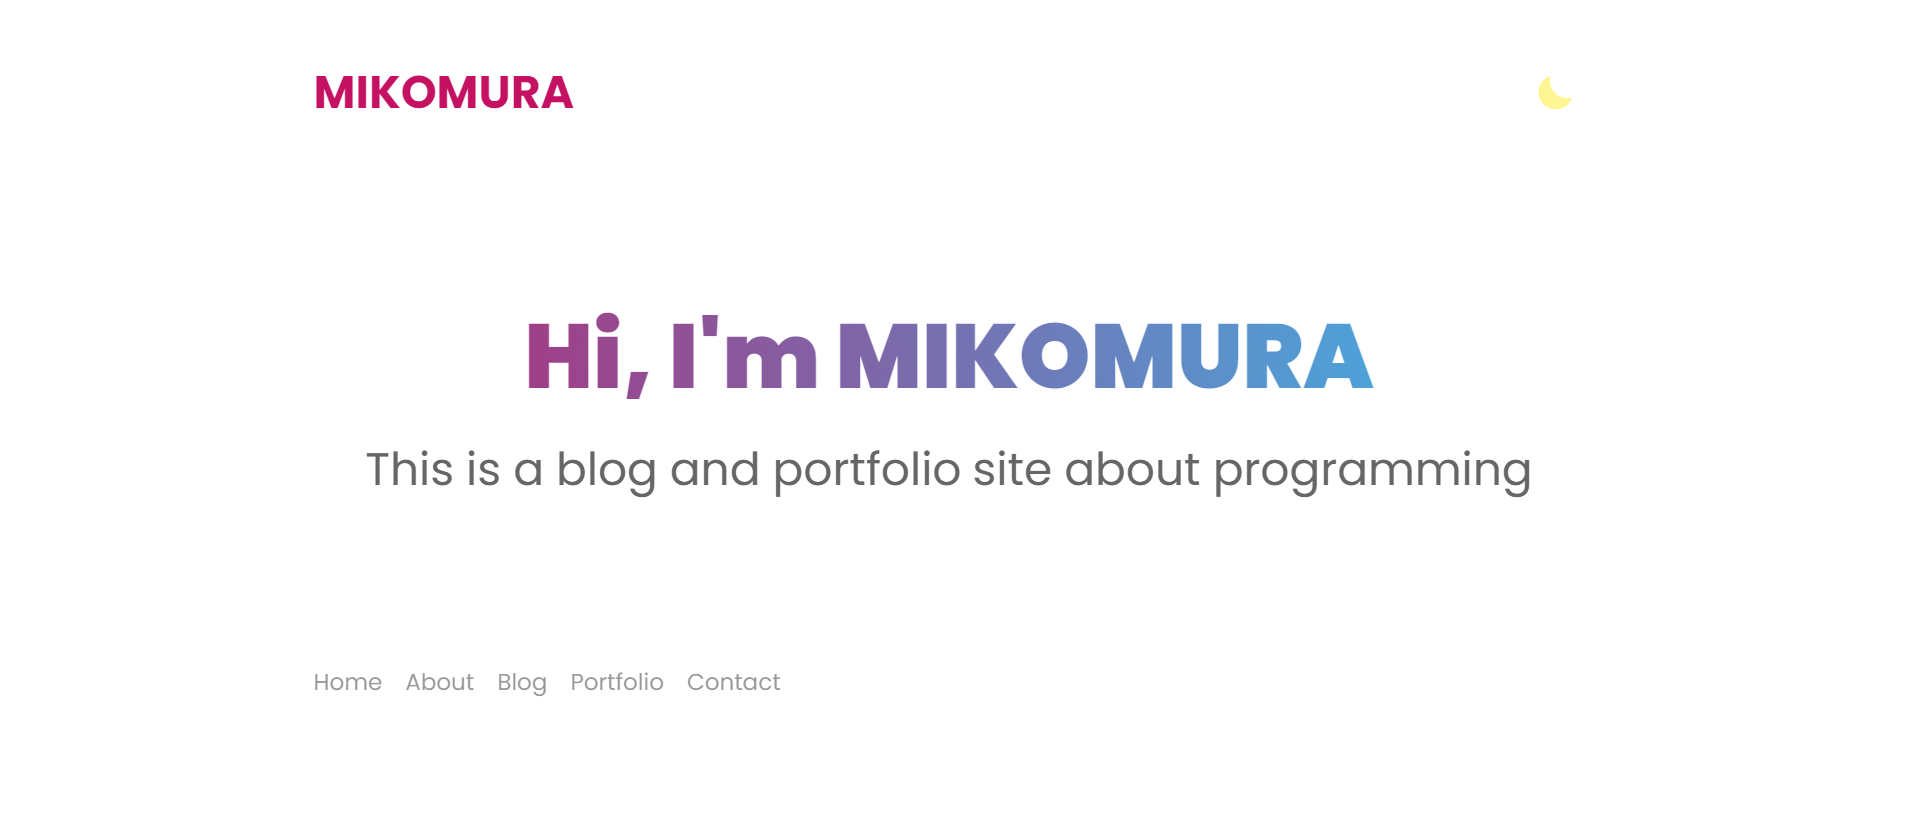 MIKOMURA
Hi, I'm MIKOMURA
This is a blog and portfolio site about programming
Home About Blog Portfolio Contact